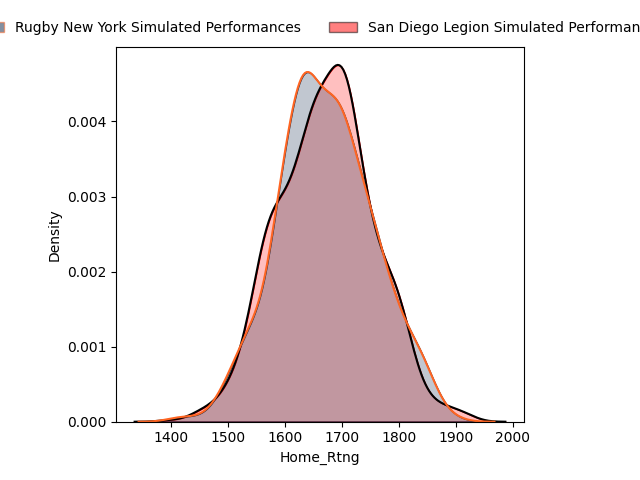 Rugby New York Simulated Performances San Diego Legion Simulated Performan
0.004
0.003
0.002
0.001
0.000
Density
1400 1500 1600 1700 1800 1900 2000
Home_Rtng